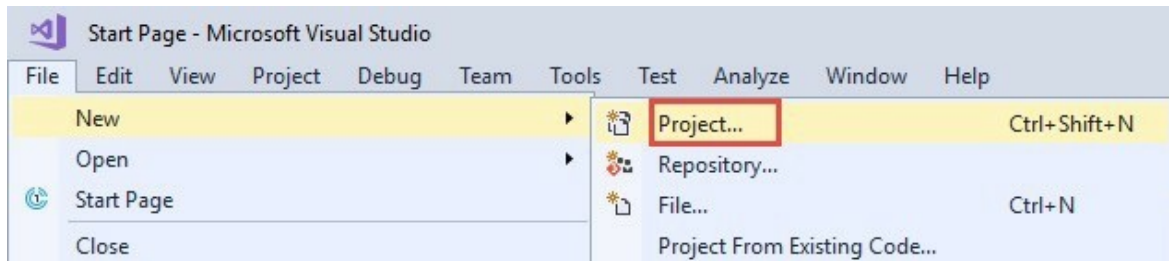 Start Page - Microsoft Visual Studio
File Edit View Project Debug Team Tools Test Analyze Window Help
New
Project... Ctrl+Shift+N
Open
Repository...
Start Page
File... Ctrl+N
Close
Project From Existing Code...